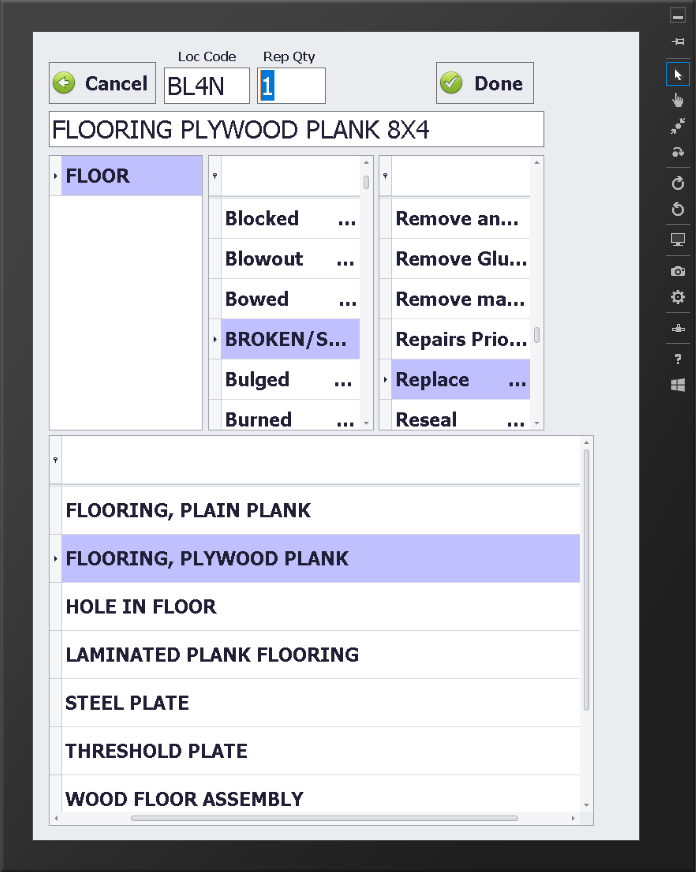 Loc Code Rep Qty
Cancel BL4N 1 Done
FLOORING PLYWOOD PLANK 8X4
FLOOR
Blocked ...
Blowout ...
Bowed ...
BROKEN/S...
Bulged ...
Burned ...
Remove an...
Remove Glu...
Remove ma...
Repairs Prio...
Replace ...
Reseal ...
FLOORING, PLAIN PLANK
FLOORING, PLYWOOD PLANK
HOLE IN FLOOR
LAMINATED PLANK FLOORING
STEEL PLATE
THRESHOLD PLATE
WOOD FLOOR ASSEMBLY
?